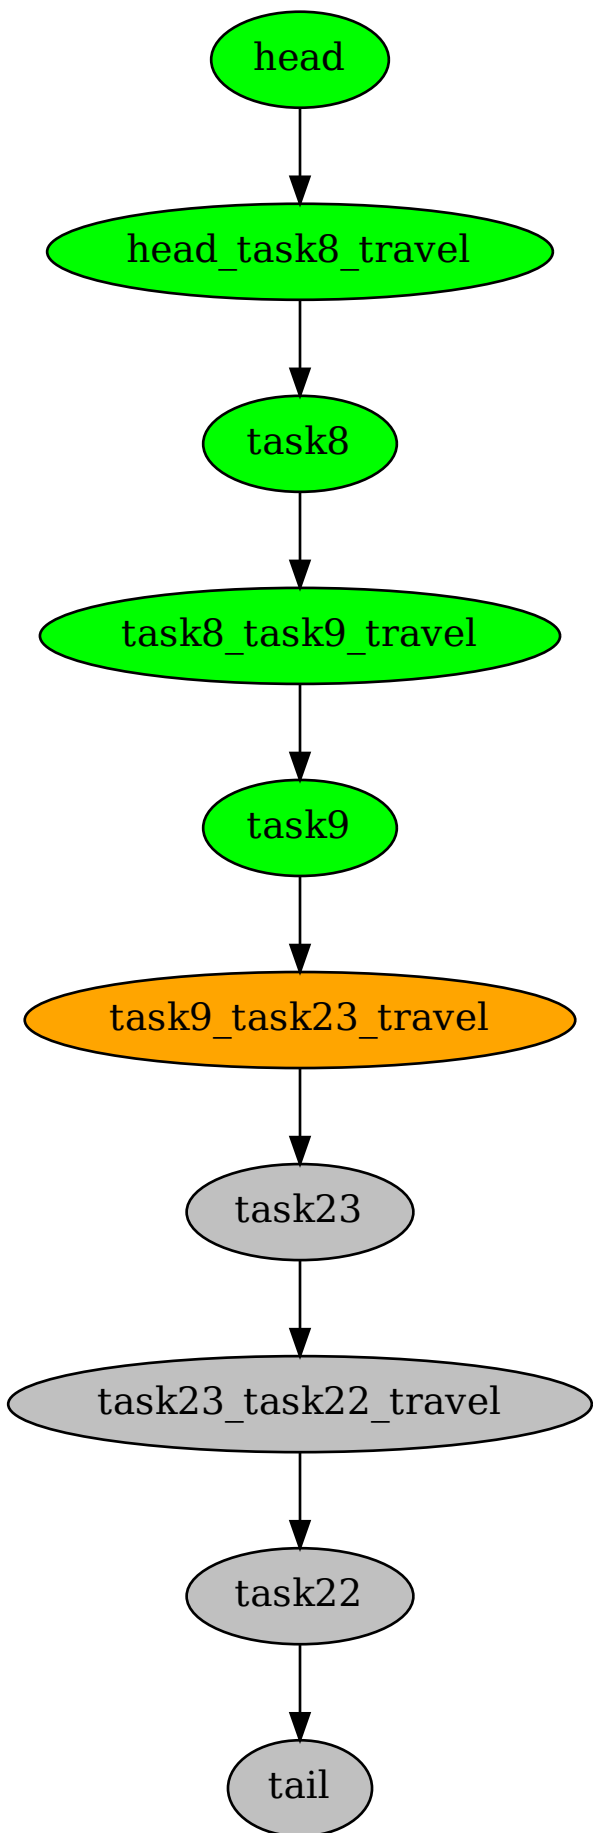 head
head_task8_travel
task8
task8_task9_travel
task9
task9_task23_travel
task23
task23_task22_travel
task22
tail